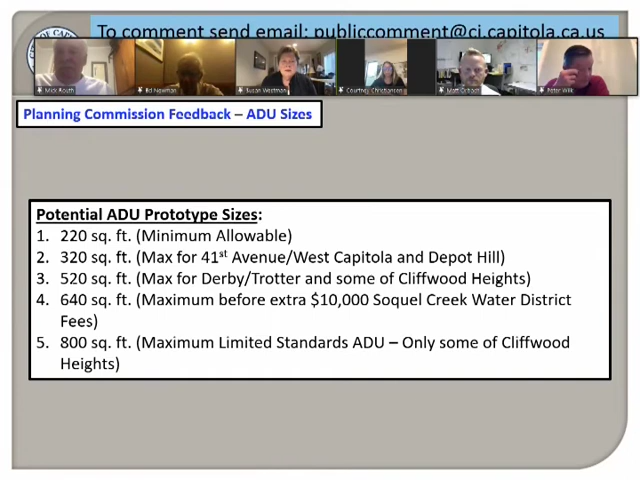 To comment send email: publiccomment@ci.capitola.ca.us
Mick Routh
Ed Newman
Susan Westman
Courtney Christiansen
Matt Orbach
Peter Wilk
Planning Commission Feedback – ADU Sizes
Potential ADU Prototype Sizes:
1. 220 sq. ft. (Minimum Allowable)
2. 320 sq. ft. (Max for 41st Avenue/West Capitola and Depot Hill)
3. 520 sq. ft. (Max for Derby/Trotter and some of Cliffwood Heights)
4. 640 sq. ft. (Maximum before extra $10,000 Soquel Creek Water District
Fees)
5. 800 sq. ft. (Maximum Limited Standards ADU – Only some of Cliffwood
Heights)